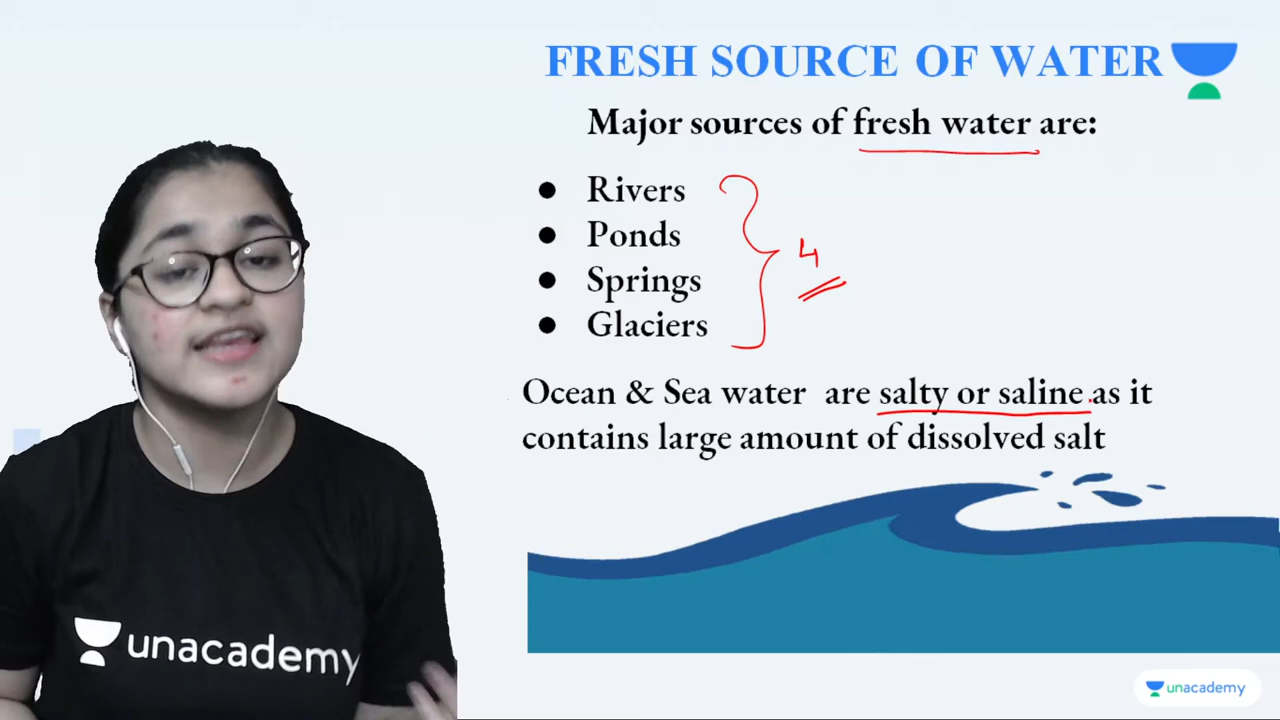 FRESH SOURCE OF WATER
Major sources of fresh water are:
● Rivers
● Ponds
● Springs
● Glaciers
4
Ocean & Sea water are salty or saline as it
contains large amount of dissolved salt
unacademy
unacademy